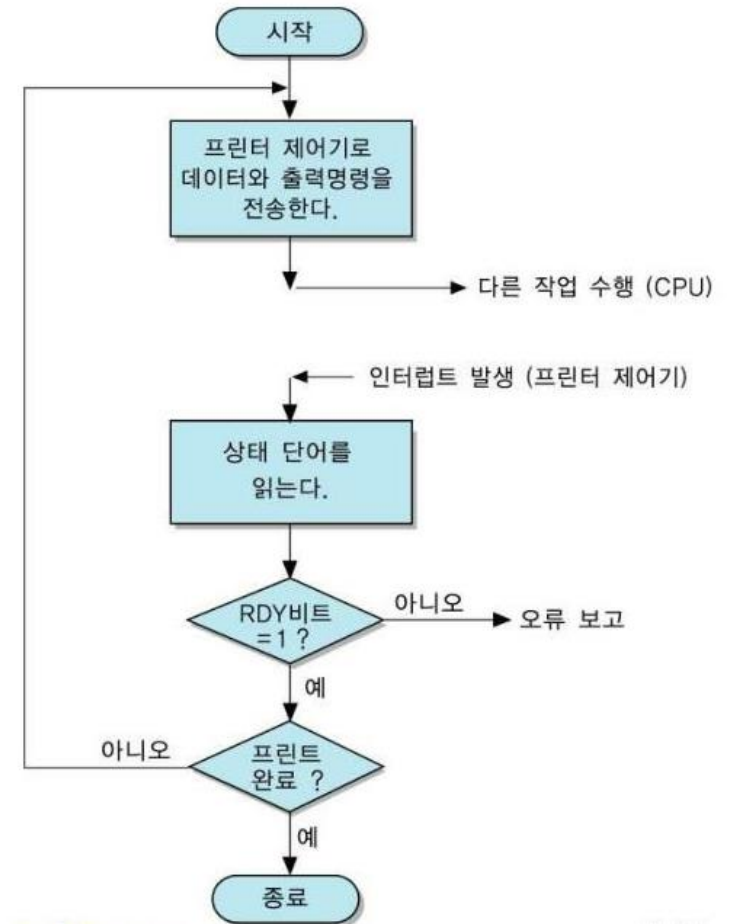 시작
프린터 제어기로
데이터와 출력명령을
전송한다.
다른 작업 수행 (CPU)
인터럽트 발생 (프린터 제어기)
상태 단어를
읽는다.
RDY비트
=1 ?
아니오
오류 보고
예
아니오
프린트
완료 ?
예
종료